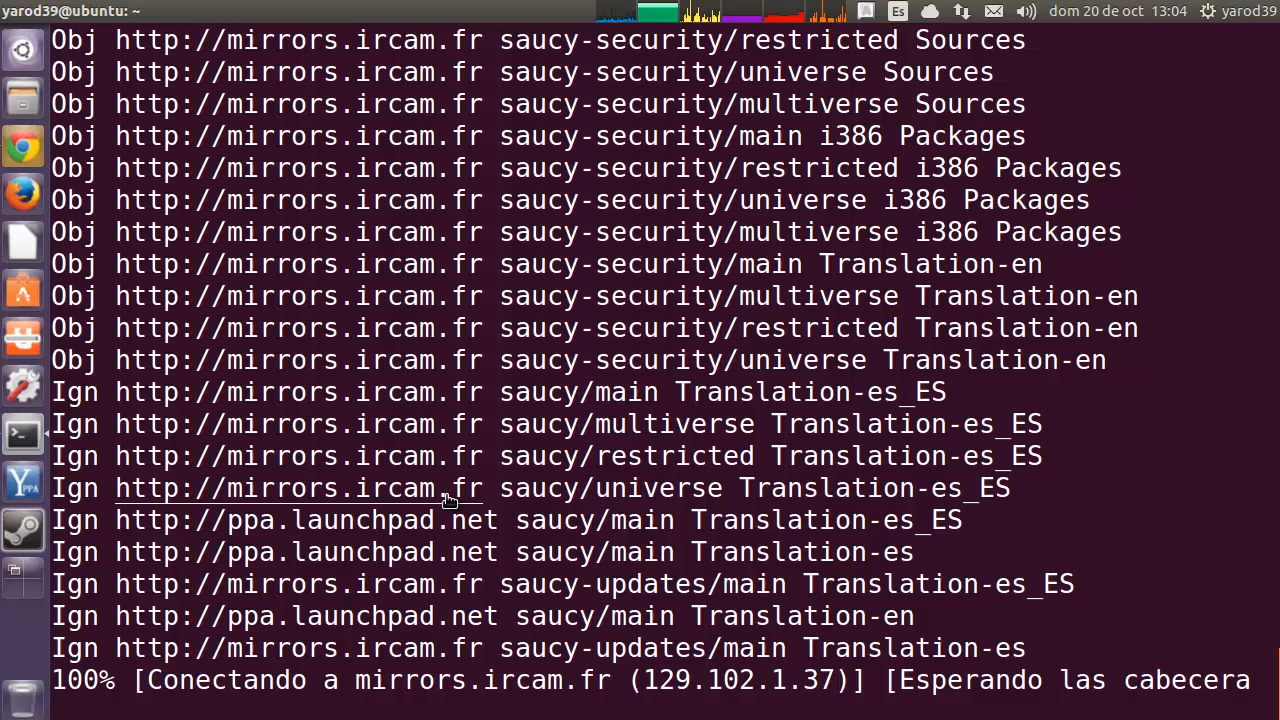 yarod39@ubuntu: ~
Es
dom 20 de oct 13:04
yarod39
Obj http://mirrors.ircam.fr saucy-security/restricted Sources
Obj http://mirrors.ircam.fr saucy-security/universe Sources
Obj http://mirrors.ircam.fr saucy-security/multiverse Sources
Obj http://mirrors.ircam.fr saucy-security/main i386 Packages
Obj http://mirrors.ircam.fr saucy-security/restricted i386 Packages
Obj http://mirrors.ircam.fr saucy-security/universe i386 Packages
Obj http://mirrors.ircam.fr saucy-security/multiverse i386 Packages
Obj http://mirrors.ircam.fr saucy-security/main Translation-en
Obj http://mirrors.ircam.fr saucy-security/multiverse Translation-en
Obj http://mirrors.ircam.fr saucy-security/restricted Translation-en
Obj http://mirrors.ircam.fr saucy-security/universe Translation-en
Ign http://mirrors.ircam.fr saucy/main Translation-es_ES
Ign http://mirrors.ircam.fr saucy/multiverse Translation-es_ES
Ign http://mirrors.ircam.fr saucy/restricted Translation-es_ES
Ign http://mirrors.ircam.fr saucy/universe Translation-es_ES
Ign http://ppa.launchpad.net saucy/main Translation-es_ES
Ign http://ppa.launchpad.net saucy/main Translation-es
Ign http://mirrors.ircam.fr saucy-updates/main Translation-es_ES
Ign http://ppa.launchpad.net saucy/main Translation-en
Ign http://mirrors.ircam.fr saucy-updates/main Translation-es
100% [Conectando a mirrors.ircam.fr (129.102.1.37)] [Esperando las cabecera
Y PPA